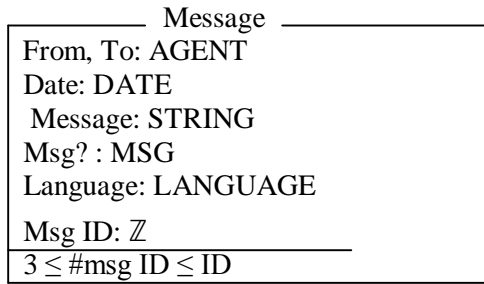 Message
From, To: AGENT
Date: DATE
Message: STRING
Msg? : MSG
Language: LANGUAGE
Msg ID: ℤ
3 ≤ #msg ID ≤ ID